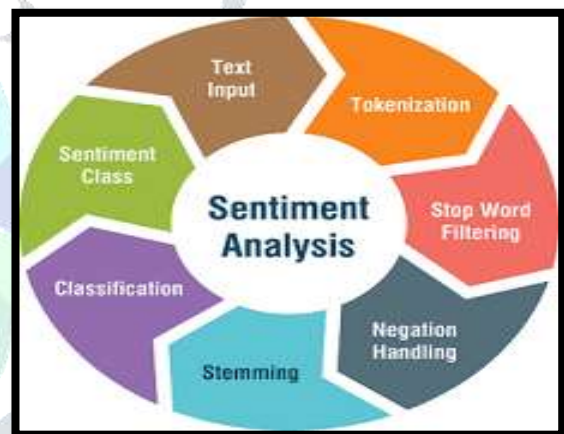 Text
Input
Tokenization
Stop Word
Filtering
Negation
Handling
Stemming
Classification
Sentiment
Class
Sentiment
Analysis